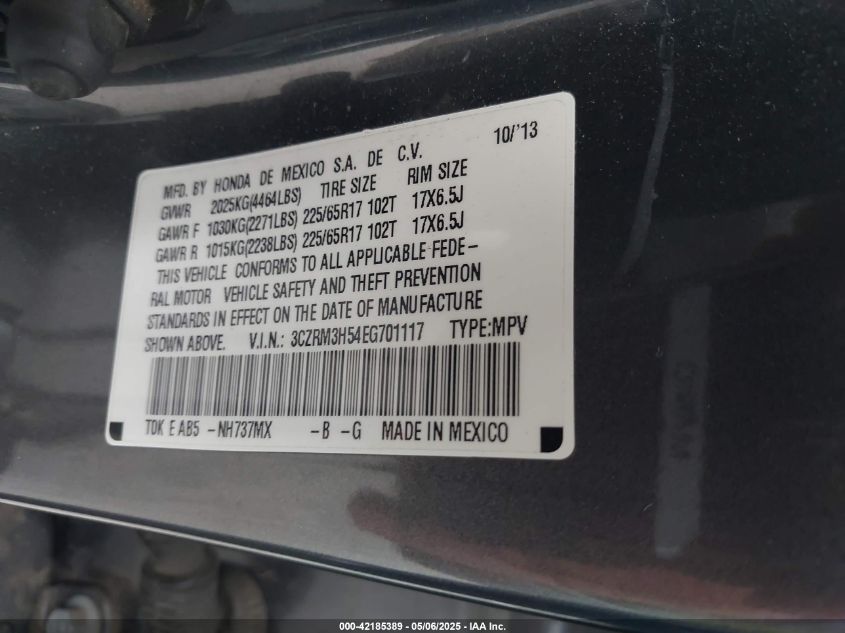 10/'13
MFD. BY HONDA DE MEXICO S.A. DE C.V.
GVWR 2025KG(4464LBS) TIRE SIZE RIM SIZE
GAWR F 1030KG(2271LBS) 225/65R17 102T 17X6.5J
GAWR R 1015KG(2238LBS) 225/65R17 102T 17X6.5J
THIS VEHICLE CONFORMS TO ALL APPLICABLE FEDE-
RAL MOTOR VEHICLE SAFETY AND THEFT PREVENTION
STANDARDS IN EFFECT ON THE DATE OF MANUFACTURE
SHOWN ABOVE. V.I.N.: 3CZRM3H54EG701117 TYPE:MPV
TDK E AB5 -NH737MX -B -G MADE IN MEXICO
000-42185389 - 05/06/2025 - IAA Inc.